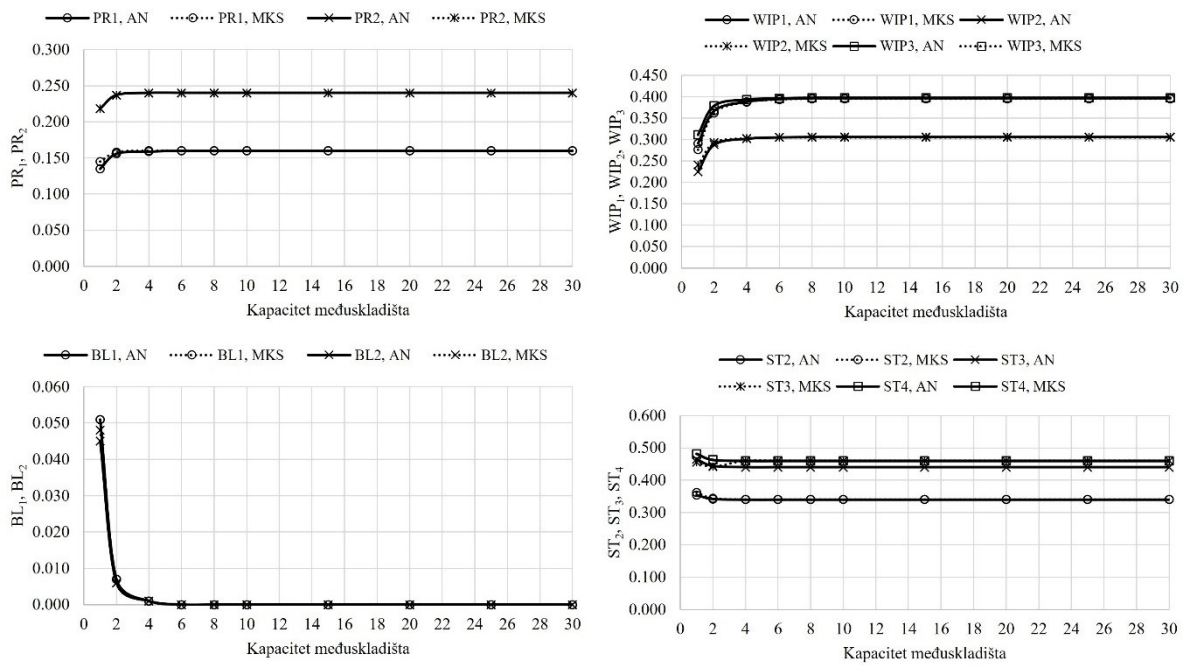 PR1, AN PR1, MKS PR2, AN PR2, MKS
0.300
0.250
0.200
0.150
0.100
0.050
0.000
PR₁, PR₂
0 2 4 6 8 10 12 14 16 18 20 22 24 26 28 30
Kapacitet međuskladišta
WIP1, AN WIP1, MKS WIP2, AN
WIP2, MKS WIP3, AN WIP3, MKS
0.450
0.400
0.350
0.300
0.250
0.200
0.150
0.100
0.050
0.000
WIP₁, WIP₂, WIP₃
0 2 4 6 8 10 12 14 16 18 20 22 24 26 28 30
Kapacitet međuskladišta
BL1, AN BL1, MKS BL2, AN BL2, MKS
0.060
0.050
0.040
0.030
0.020
0.010
0.000
BL₁, BL₂
0 2 4 6 8 10 12 14 16 18 20 22 24 26 28 30
Kapacitet međuskladišta
ST2, AN ST2, MKS ST3, AN
ST3, MKS ST4, AN ST4, MKS
0.600
0.500
0.400
0.300
0.200
0.100
0.000
ST₂, ST₃, ST₄
0 2 4 6 8 10 12 14 16 18 20 22 24 26 28 30
Kapacitet međuskladišta